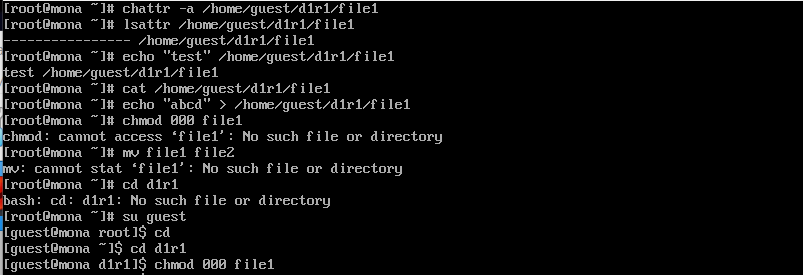 [root@mona ~]# chattr -a /home/guest/d1r1/file1
[root@mona ~]# lsattr /home/guest/d1r1/file1
---------------- /home/guest/d1r1/file1
[root@mona ~]# echo "test" /home/guest/d1r1/file1
test /home/guest/d1r1/file1
[root@mona ~]# cat /home/guest/d1r1/file1
[root@mona ~]# echo "abcd" > /home/guest/d1r1/file1
[root@mona ~]# chmod 000 file1
chmod: cannot access ‘file1’: No such file or directory
[root@mona ~]# mv file1 file2
mv: cannot stat ‘file1’: No such file or directory
[root@mona ~]# cd d1r1
bash: cd: d1r1: No such file or directory
[root@mona ~]# su guest
[guest@mona root]$ cd
[guest@mona ~]$ cd d1r1
[guest@mona d1r1]$ chmod 000 file1